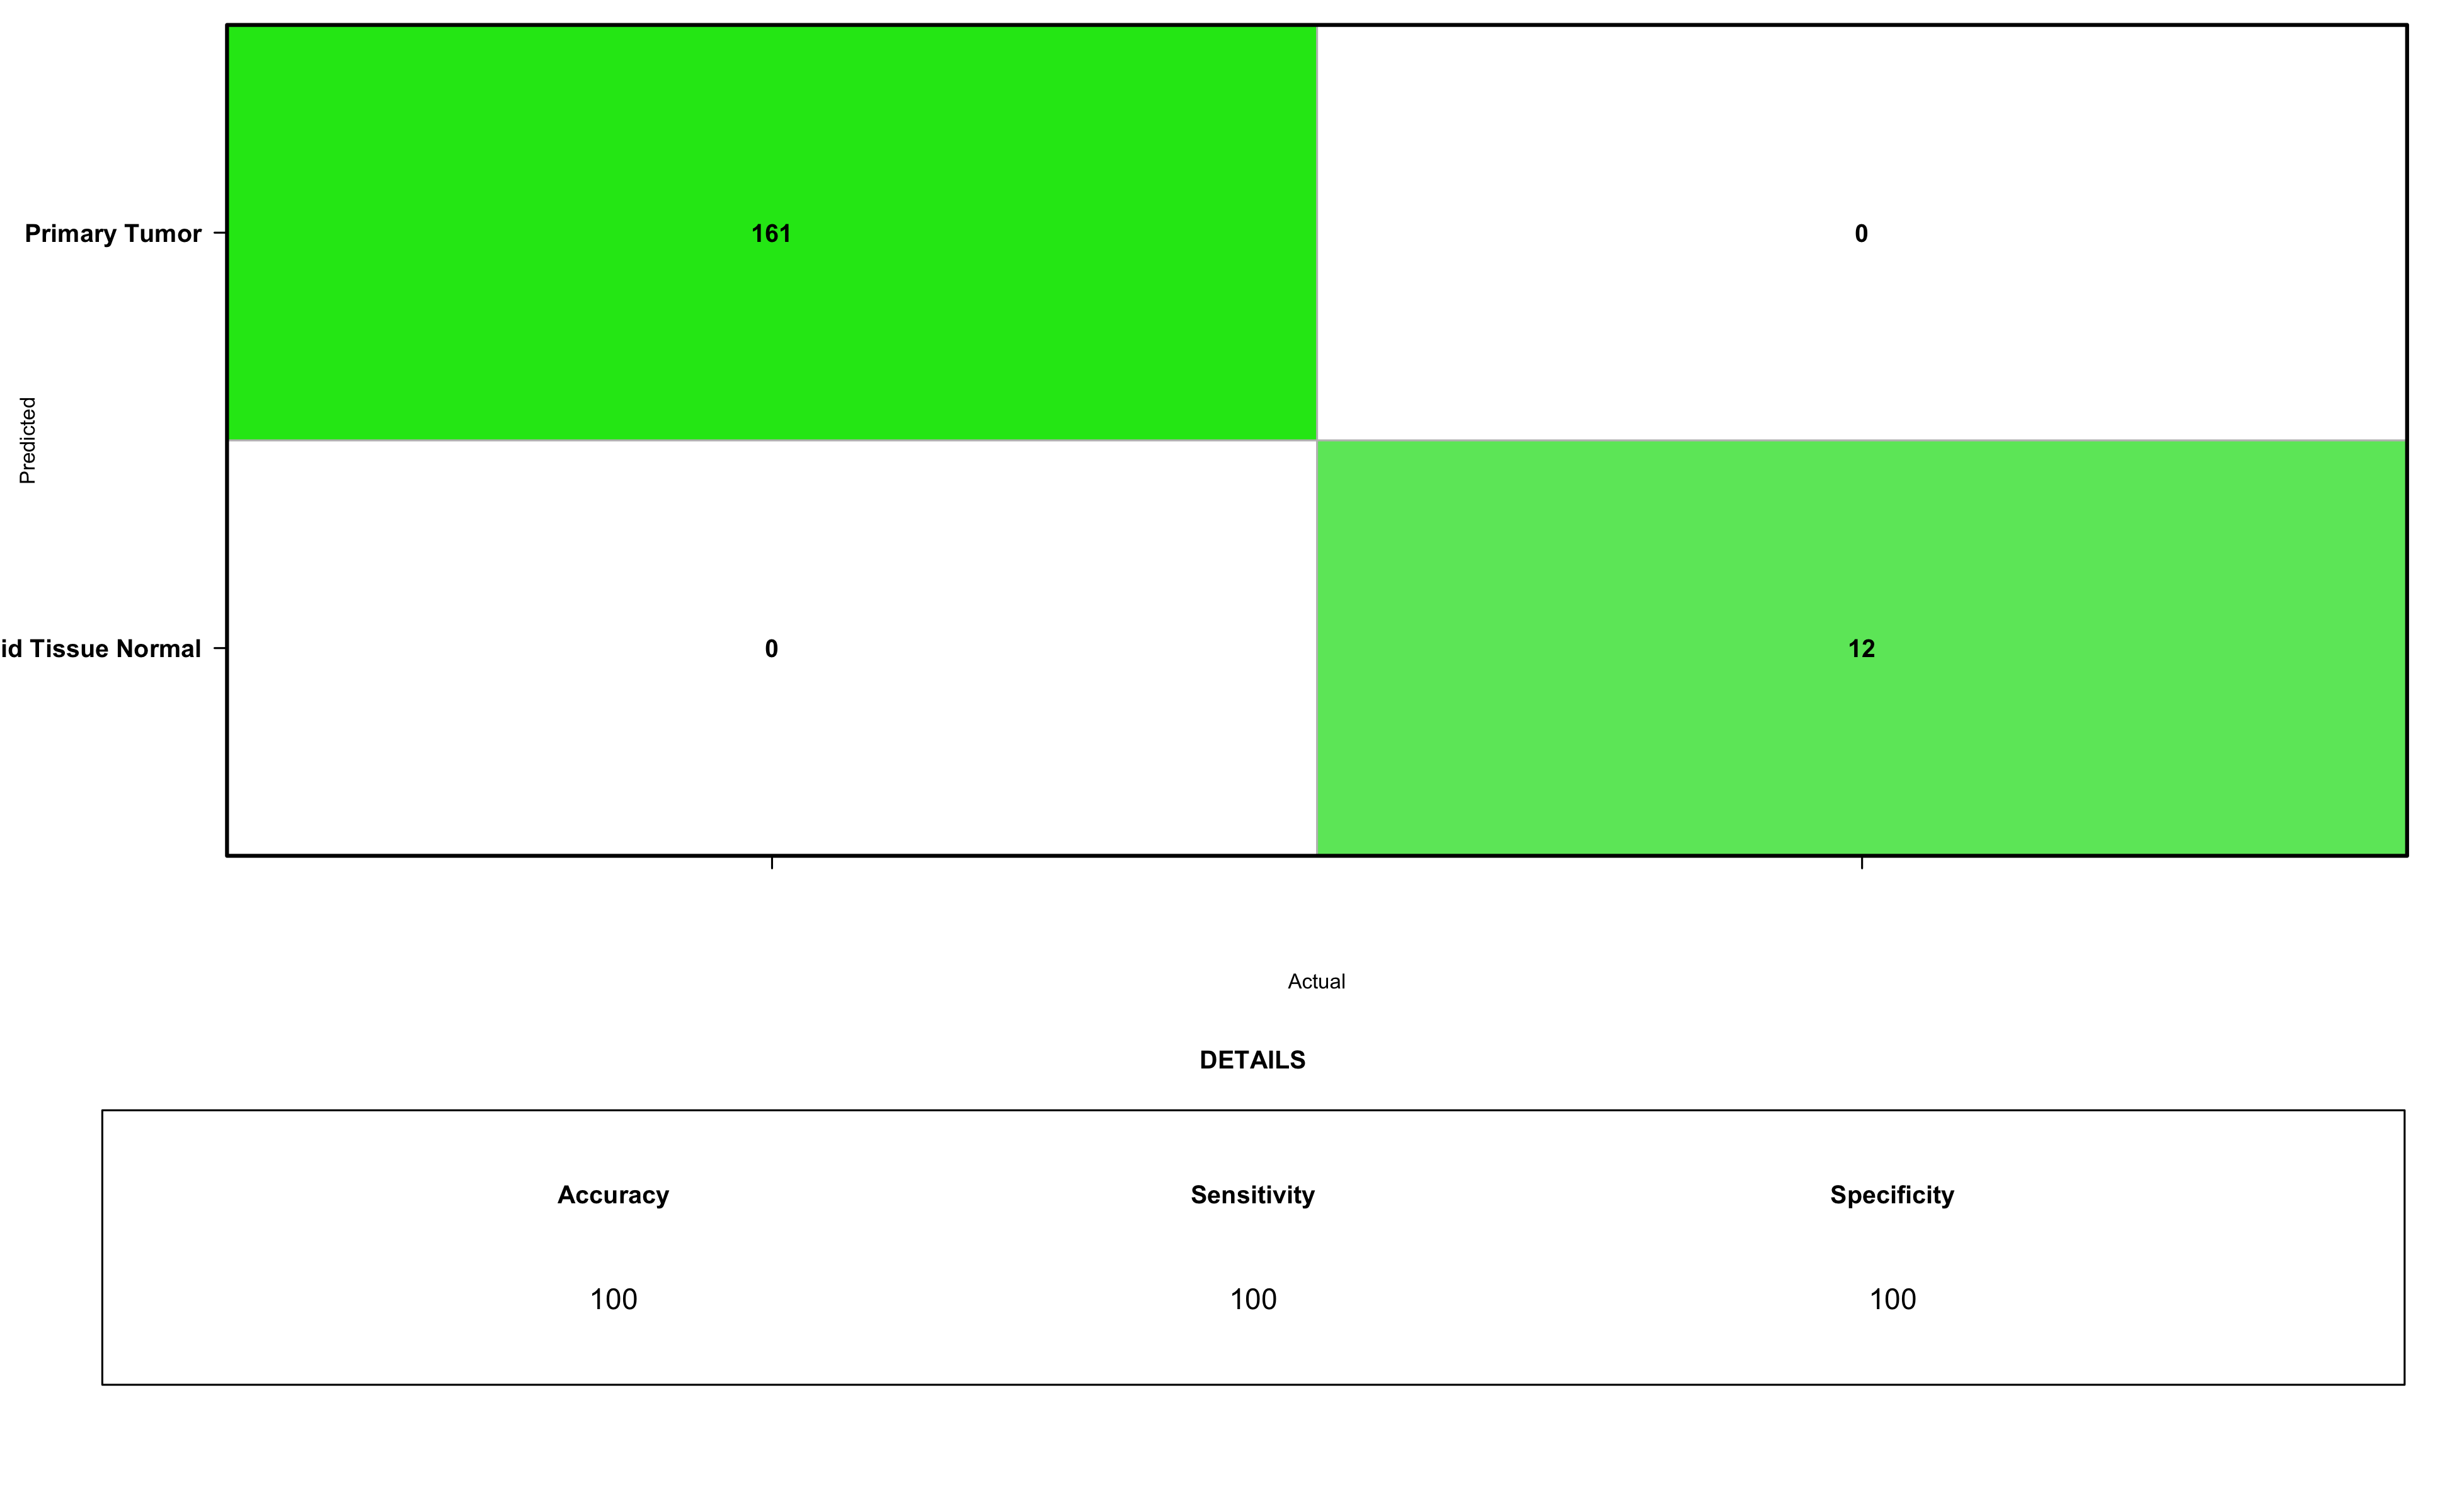 Primary Tumor
161
0
Predicted
id Tissue Normal
0
12
Actual
DETAILS
Accuracy Sensitivity Specificity
100 100 100